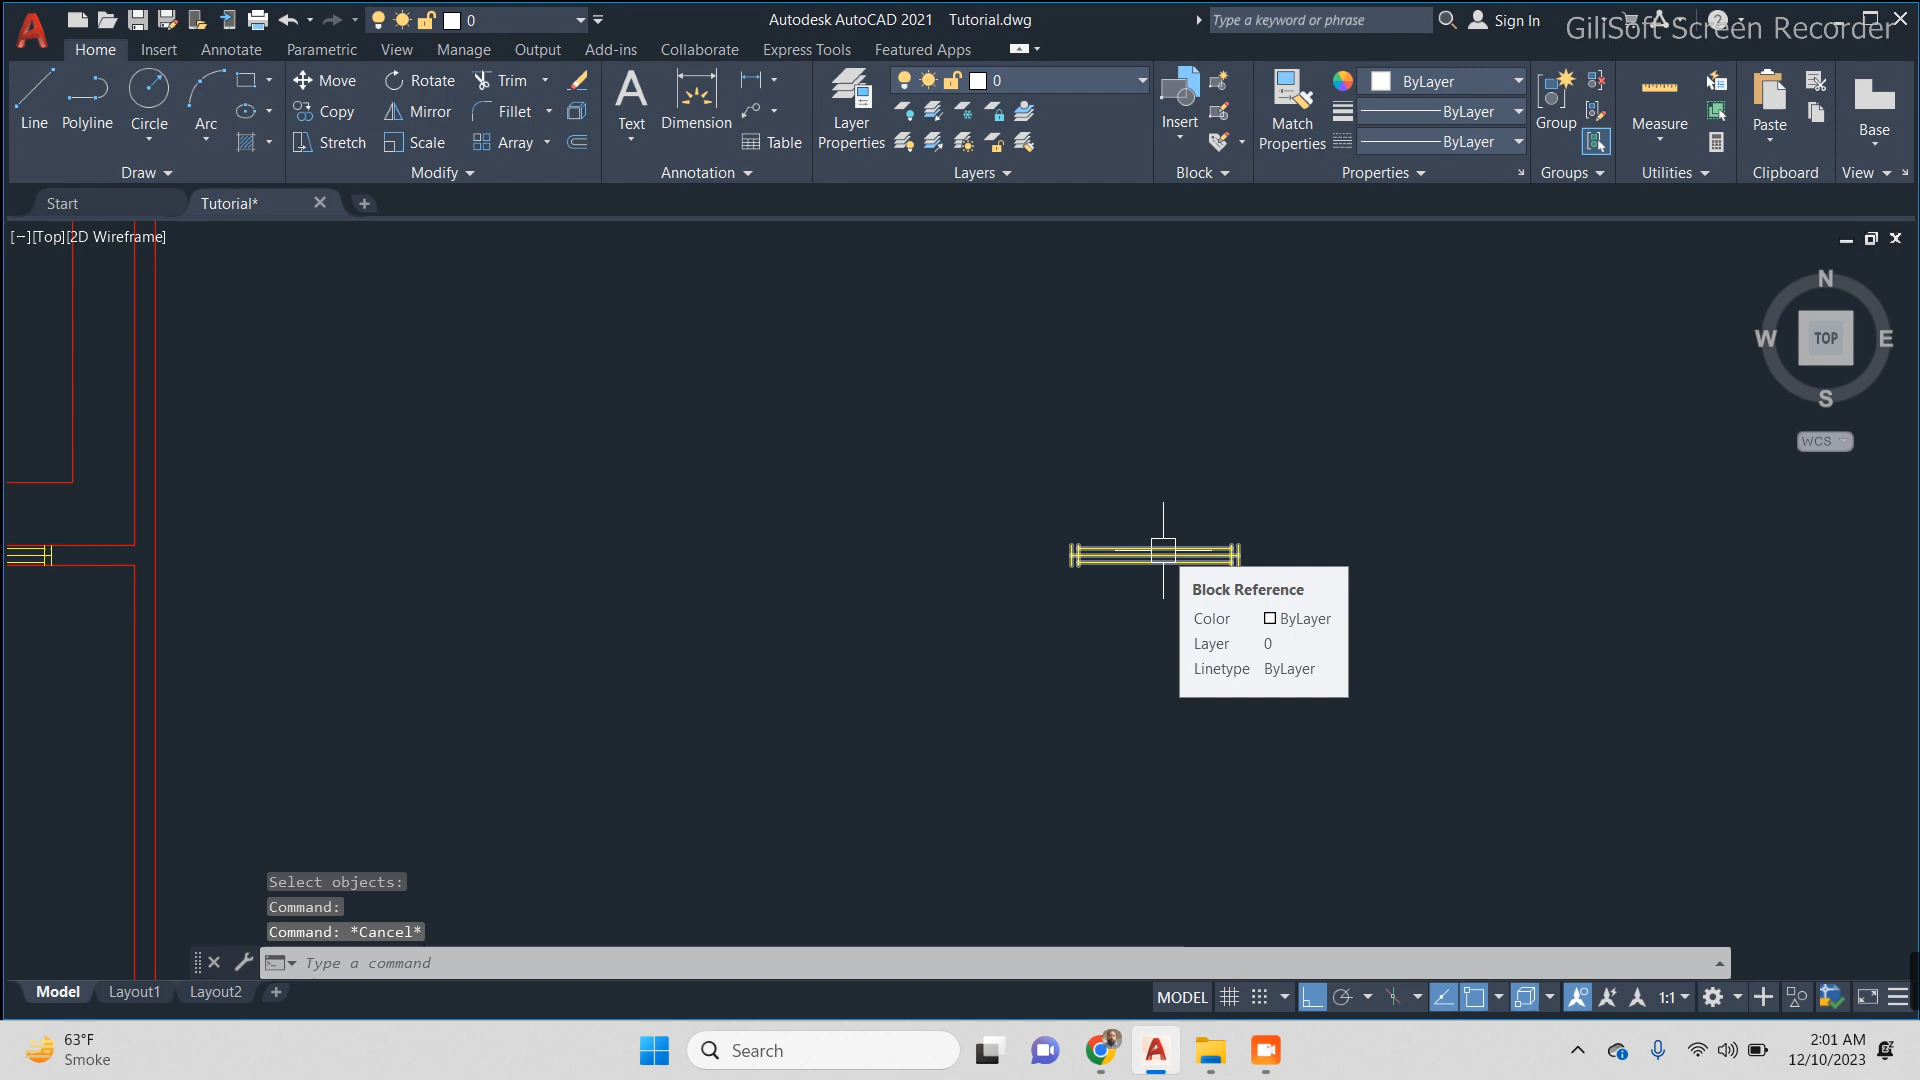 0
Autodesk AutoCAD 2021 Tutorial.dwg
Type a keyword or phrase
Sign In
GiliSoft Screen Recorder
Home Insert Annotate Parametric View Manage Output Add-ins Collaborate Express Tools Featured Apps
Line Polyline Circle Arc
Move Rotate Trim
Copy Mirror Fillet
Stretch Scale Array
Text Dimension Table
Layer Properties
0
Insert
Match Properties
ByLayer
ByLayer
ByLayer
Group
Measure
Paste
Base
Draw Modify Annotation Layers Block Properties Groups Utilities Clipboard View
Start Tutorial*
[−][Top][2D Wireframe]
N
W TOP E
S
WCS
Block Reference
Color ByLayer
Layer 0
Linetype ByLayer
Select objects:
Command:
Command: *Cancel*
Type a command
Model Layout1 Layout2
MODEL 1:1
63°F
Smoke
Search
2:01 AM
12/10/2023